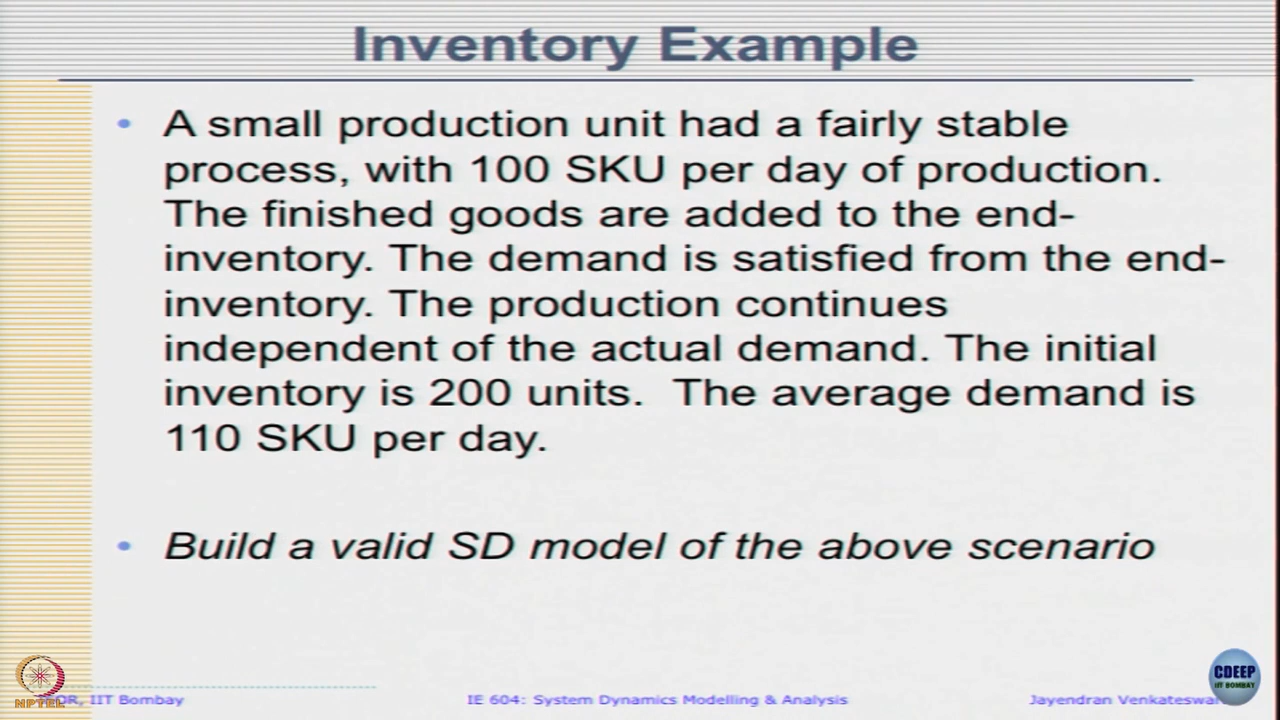 Inventory Example
• A small production unit had a fairly stable
process, with 100 SKU per day of production.
The finished goods are added to the end-
inventory. The demand is satisfied from the end-
inventory. The production continues
independent of the actual demand. The initial
inventory is 200 units. The average demand is
110 SKU per day.
• Build a valid SD model of the above scenario
CDEEP
IIT BOMBAY
IIT Bombay
IE 604: System Dynamics Modelling & Analysis
Jayendran
NPTEL